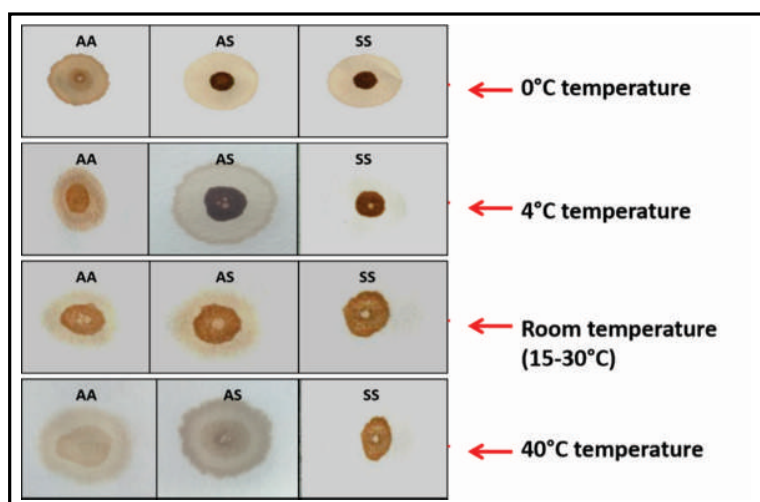 AA AS SS
0°C temperature
AA AS SS
4°C temperature
AA AS SS
Room temperature
(15-30°C)
AA AS SS
40°C temperature